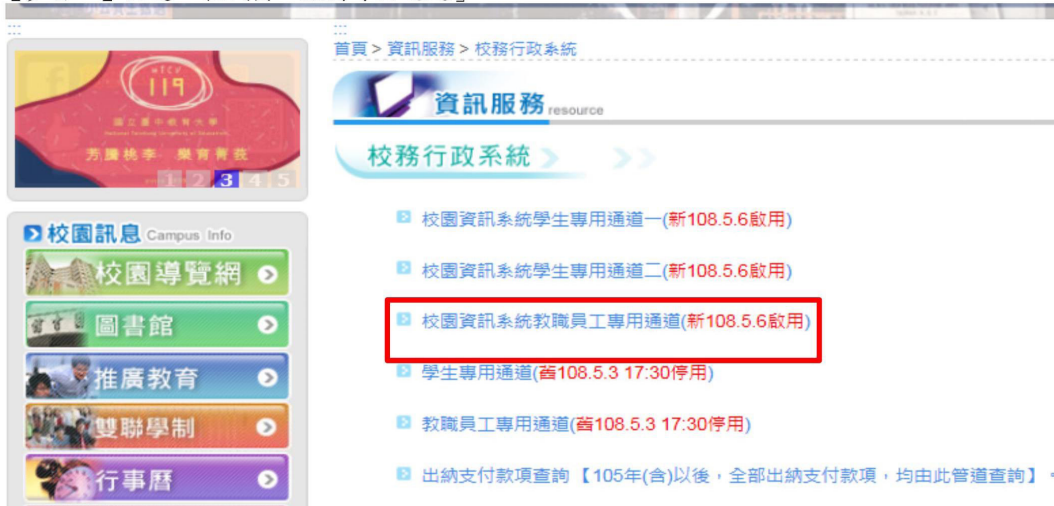 :::
NTCU
119
國立臺中教育大學
National Taichung University of Education
芳騰桃李 樂育菁莪
1 2 3 4 5
校園訊息 Campus Info
校園導覽網
圖書館
推廣教育
雙聯學制
行事曆
:::
首頁 > 資訊服務 > 校務行政系統
資訊服務 resource
校務行政系統
校園資訊系統學生專用通道一(新108.5.6啟用)
校園資訊系統學生專用通道二(新108.5.6啟用)
校園資訊系統教職員工專用通道(新108.5.6啟用)
學生專用通道(舊108.5.3 17:30停用)
教職員工專用通道(舊108.5.3 17:30停用)
出納支付款項查詢【105年(含)以後,全部出納支付款項,均由此管道查詢】。